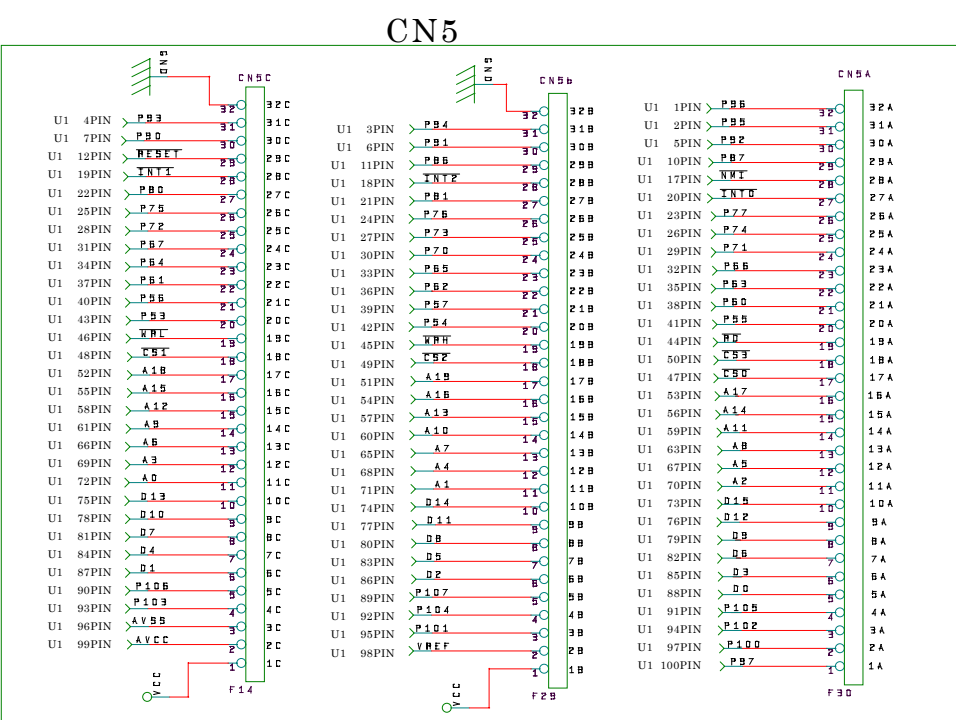 CN5
GND
CN5C
32 32C
U1 4PIN P93 31 31C
U1 7PIN P90 30 30C
U1 12PIN RESET 29 29C
U1 19PIN INT1 28 28C
U1 22PIN P80 27 27C
U1 25PIN P75 26 26C
U1 28PIN P72 25 25C
U1 31PIN P67 24 24C
U1 34PIN P64 23 23C
U1 37PIN P61 22 22C
U1 40PIN P56 21 21C
U1 43PIN P53 20 20C
U1 46PIN WRL 19 19C
U1 48PIN CS1 18 18C
U1 52PIN A18 17 17C
U1 55PIN A15 16 16C
U1 58PIN A12 15 15C
U1 61PIN A9 14 14C
U1 66PIN A6 13 13C
U1 69PIN A3 12 12C
U1 72PIN A0 11 11C
U1 75PIN D13 10 10C
U1 78PIN D10 9 9C
U1 81PIN D7 8 8C
U1 84PIN D4 7 7C
U1 87PIN D1 6 6C
U1 90PIN P106 5 5C
U1 93PIN P103 4 4C
U1 96PIN AVSS 3 3C
U1 99PIN AVCC 2 2C
1 1C
VCC
F14
GND
CN5b
32 32B
U1 3PIN P94 31 31B
U1 6PIN P91 30 30B
U1 11PIN P86 29 29B
U1 18PIN INT2 28 28B
U1 21PIN P81 27 27B
U1 24PIN P76 26 26B
U1 27PIN P73 25 25B
U1 30PIN P70 24 24B
U1 33PIN P65 23 23B
U1 36PIN P62 22 22B
U1 39PIN P57 21 21B
U1 42PIN P54 20 20B
U1 45PIN WRH 19 19B
U1 49PIN CS2 18 18B
U1 51PIN A19 17 17B
U1 54PIN A16 16 16B
U1 57PIN A13 15 15B
U1 60PIN A10 14 14B
U1 65PIN A7 13 13B
U1 68PIN A4 12 12B
U1 71PIN A1 11 11B
U1 74PIN D14 10 10B
U1 77PIN D11 9 9B
U1 80PIN D8 8 8B
U1 83PIN D5 7 7B
U1 86PIN D2 6 6B
U1 89PIN P107 5 5B
U1 92PIN P104 4 4B
U1 95PIN P101 3 3B
U1 98PIN VREF 2 2B
1 1B
VCC
F29
CN5A
U1 1PIN P96 32 32A
U1 2PIN P95 31 31A
U1 5PIN P92 30 30A
U1 10PIN P87 29 29A
U1 17PIN NMI 28 28A
U1 20PIN INT0 27 27A
U1 23PIN P77 26 26A
U1 26PIN P74 25 25A
U1 29PIN P71 24 24A
U1 32PIN P66 23 23A
U1 35PIN P63 22 22A
U1 38PIN P60 21 21A
U1 41PIN P55 20 20A
U1 44PIN RD 19 19A
U1 50PIN CS3 18 18A
U1 47PIN CS0 17 17A
U1 53PIN A17 16 16A
U1 56PIN A14 15 15A
U1 59PIN A11 14 14A
U1 63PIN A8 13 13A
U1 67PIN A5 12 12A
U1 70PIN A2 11 11A
U1 73PIN D15 10 10A
U1 76PIN D12 9 9A
U1 79PIN D9 8 8A
U1 82PIN D6 7 7A
U1 85PIN D3 6 6A
U1 88PIN D0 5 5A
U1 91PIN P105 4 4A
U1 94PIN P102 3 3A
U1 97PIN P100 2 2A
U1 100PIN P97 1 1A
F30